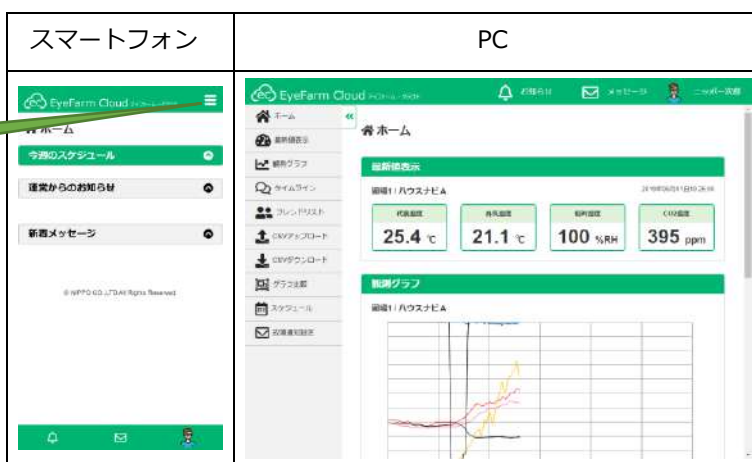 スマートフォン
PC
EyeFarm Cloud
ホーム
今週のスケジュール
運営からのお知らせ
新着メッセージ
© NIPPO CO.,LTD All Rights Reserved.
EyeFarm Cloud
お知らせ
メッセージ
ホーム
最新値表示
観測グラフ
タイムライン
フレンドリスト
CSVアップロード
CSVダウンロード
グラフ比較
スケジュール
ホーム
最新値表示
圃場1 | ハウスナビA
25.4 ℃
21.1 ℃
100 %RH
395 ppm
観測グラフ
圃場1 | ハウスナビA